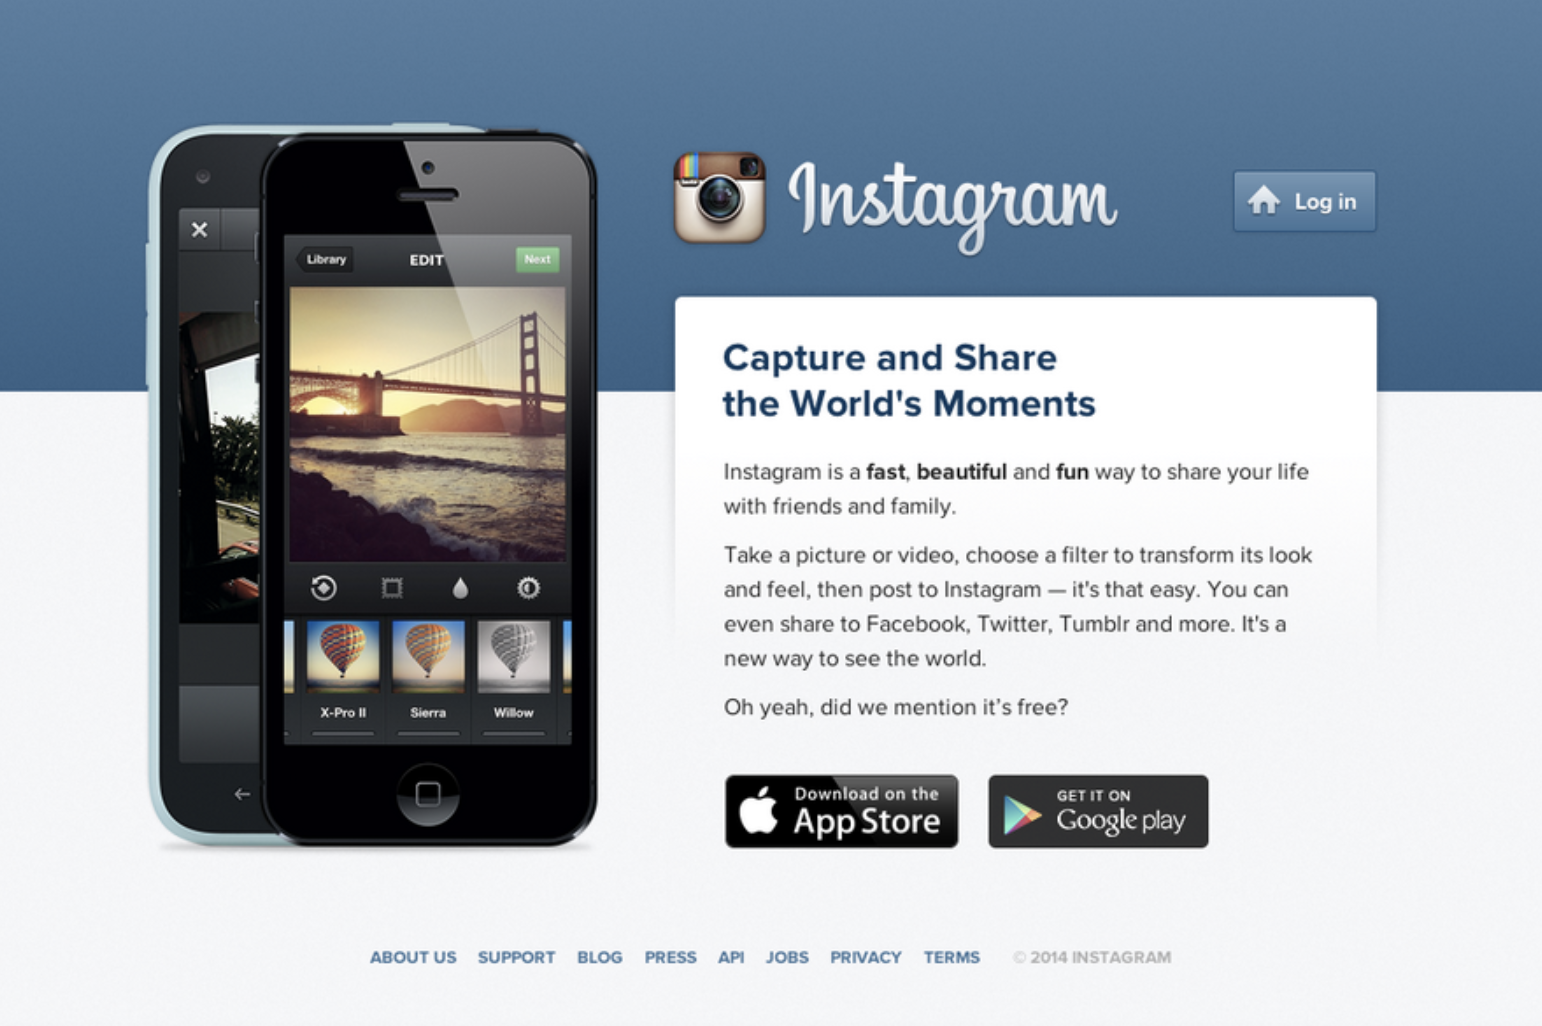 Instagram
Log in
Library
EDIT
Next
X-Pro II
Sierra
Willow
Capture and Share
the World's Moments
Instagram is a fast, beautiful and fun way to share your life
with friends and family.
Take a picture or video, choose a filter to transform its look
and feel, then post to Instagram — it's that easy. You can
even share to Facebook, Twitter, Tumblr and more. It's a
new way to see the world.
Oh yeah, did we mention it’s free?
Download on the
App Store
GET IT ON
Google play
ABOUT US SUPPORT BLOG PRESS API JOBS PRIVACY TERMS © 2014 INSTAGRAM